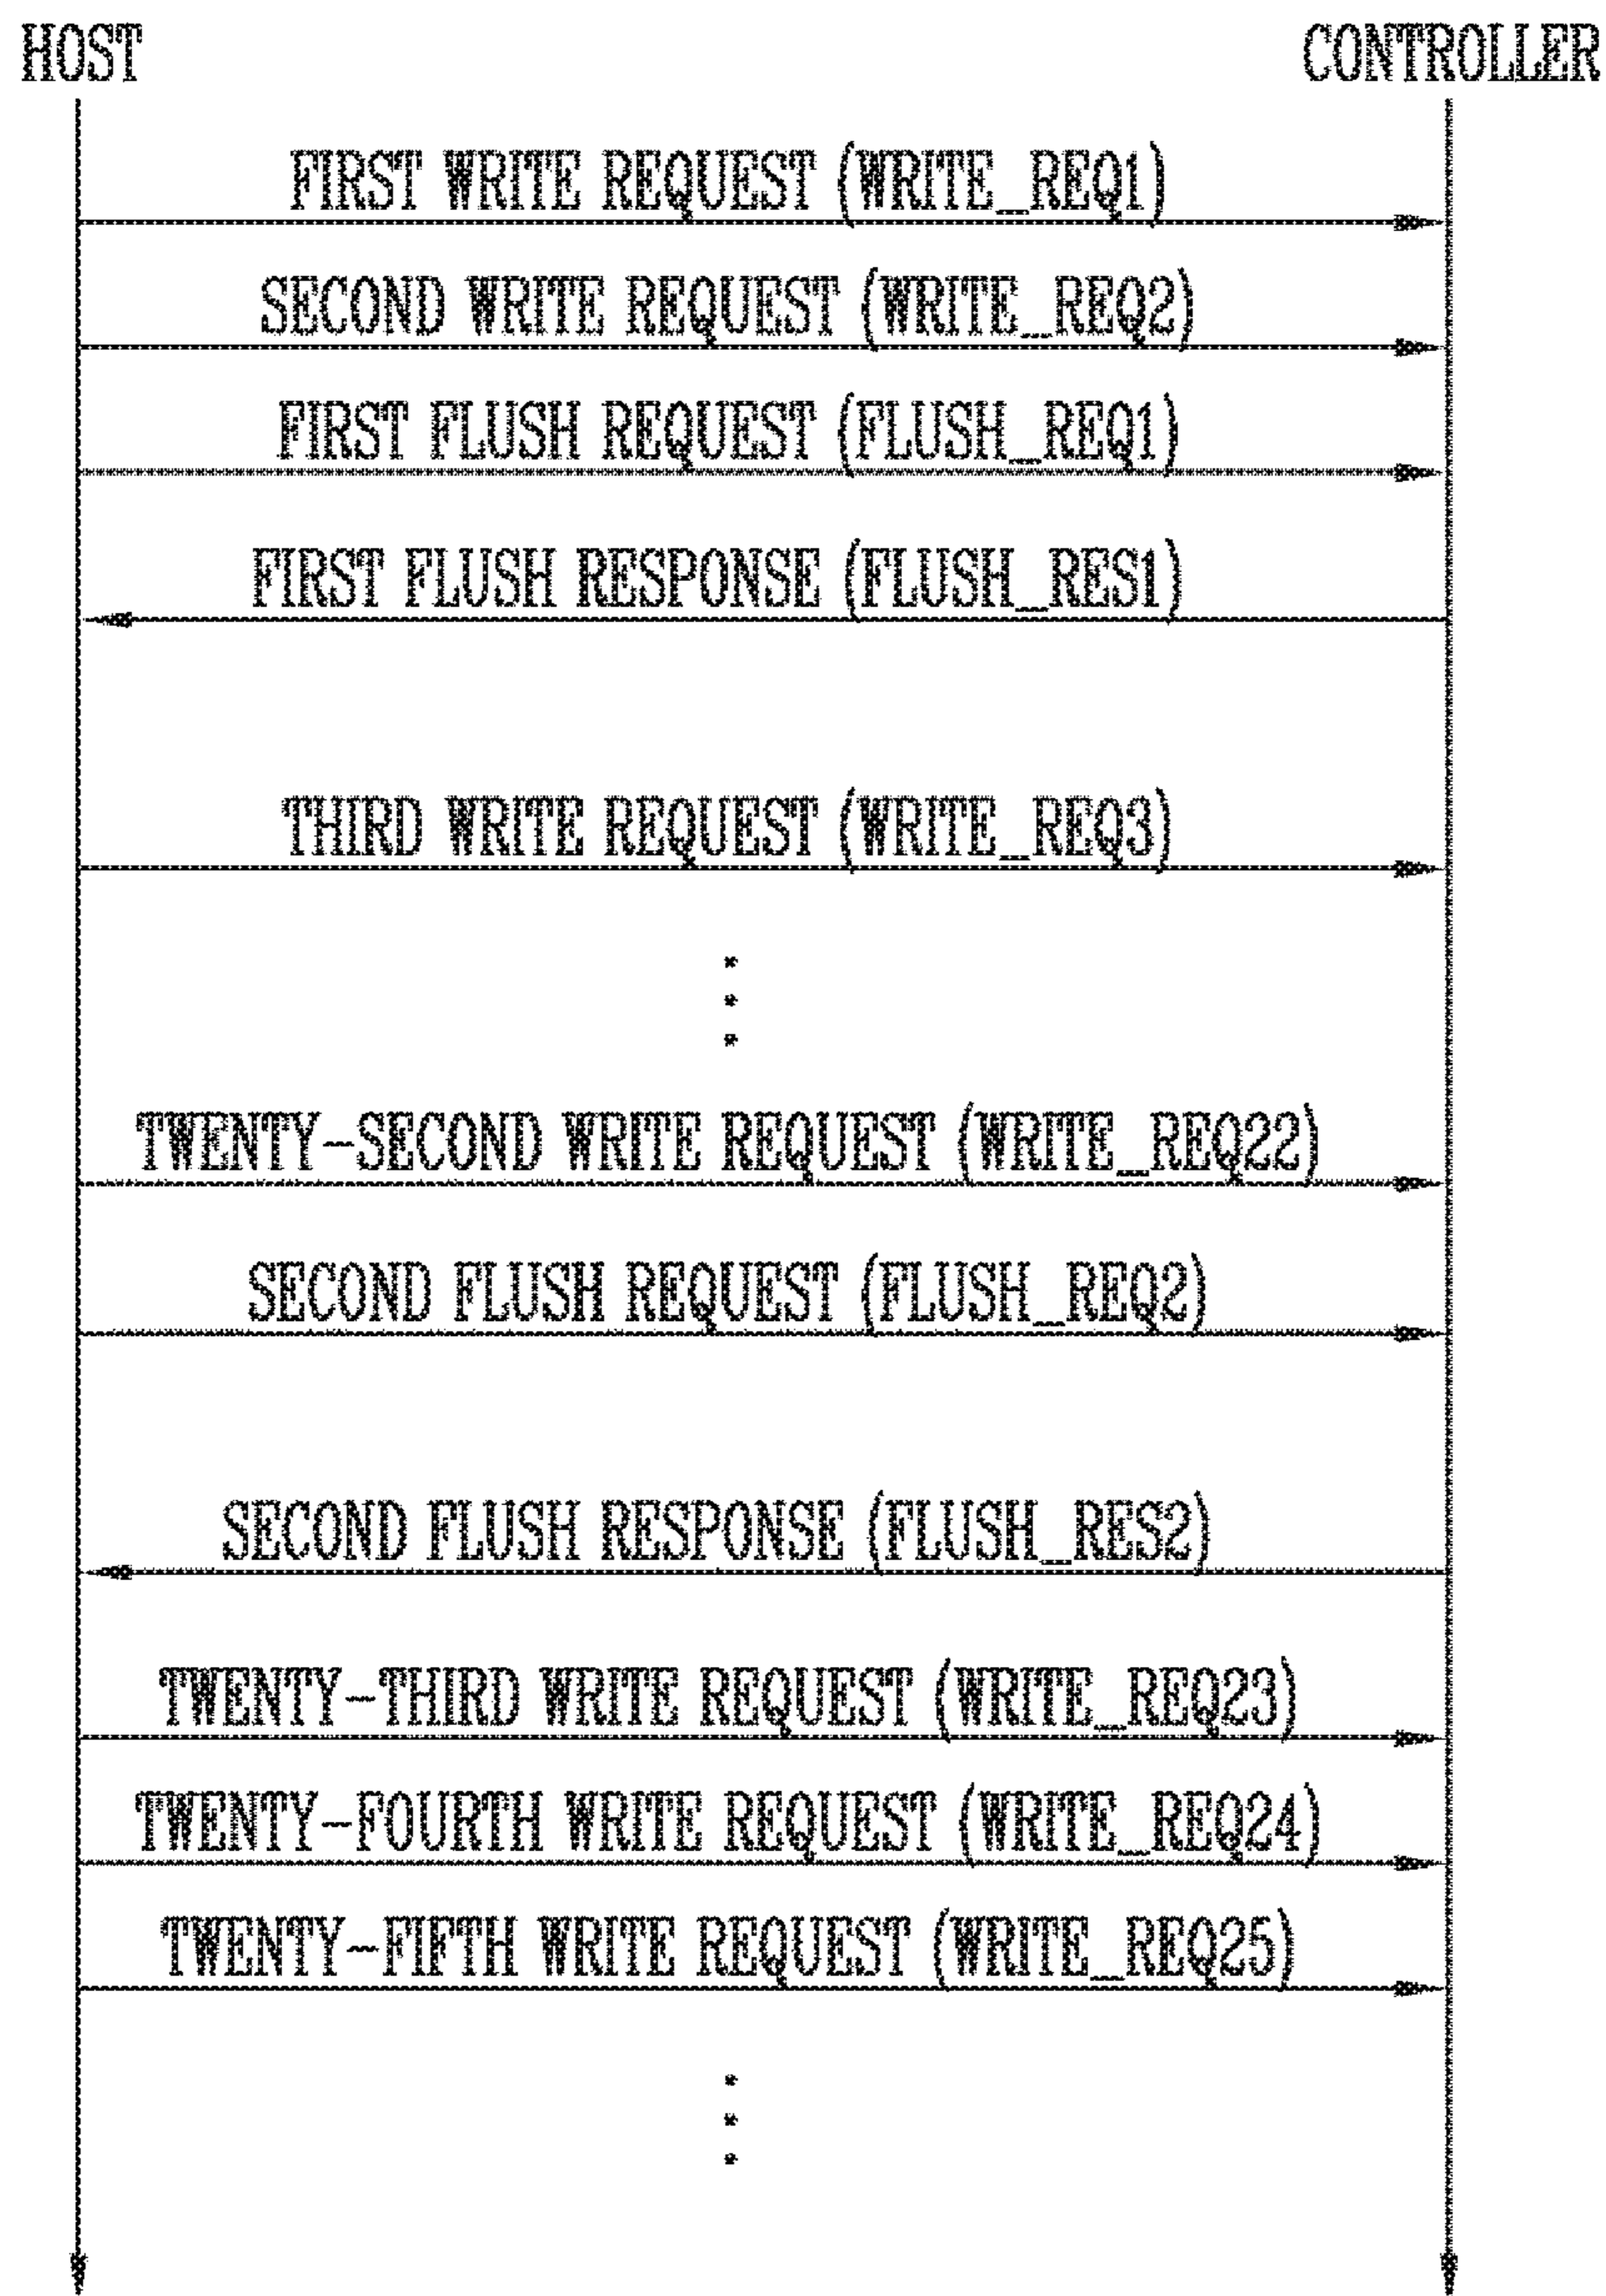 HOST
CONTROLLER
FIRST WRITE REQUEST (WRITE_REQ1)
SECOND WRITE REQUEST (WRITE_REQ2)
FIRST FLUSH REQUEST (FLUSH_REQ1)
FIRST FLUSH RESPONSE (FLUSH_RES1)
THIRD WRITE REQUEST (WRITE_REQ3)
TWENTY-SECOND WRITE REQUEST (WRITE_REQ22)
SECOND FLUSH REQUEST (FLUSH_REQ2)
SECOND FLUSH RESPONSE (FLUSH_RES2)
TWENTY-THIRD WRITE REQUEST (WRITE_REQ23)
TWENTY-FOURTH WRITE REQUEST (WRITE_REQ24)
TWENTY-FIFTH WRITE REQUEST (WRITE_REQ25)